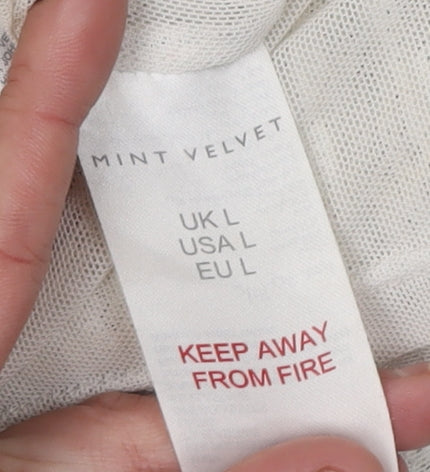 MINT VELVET
UK L
USA L
EU L
KEEP AWAY
FROM FIRE